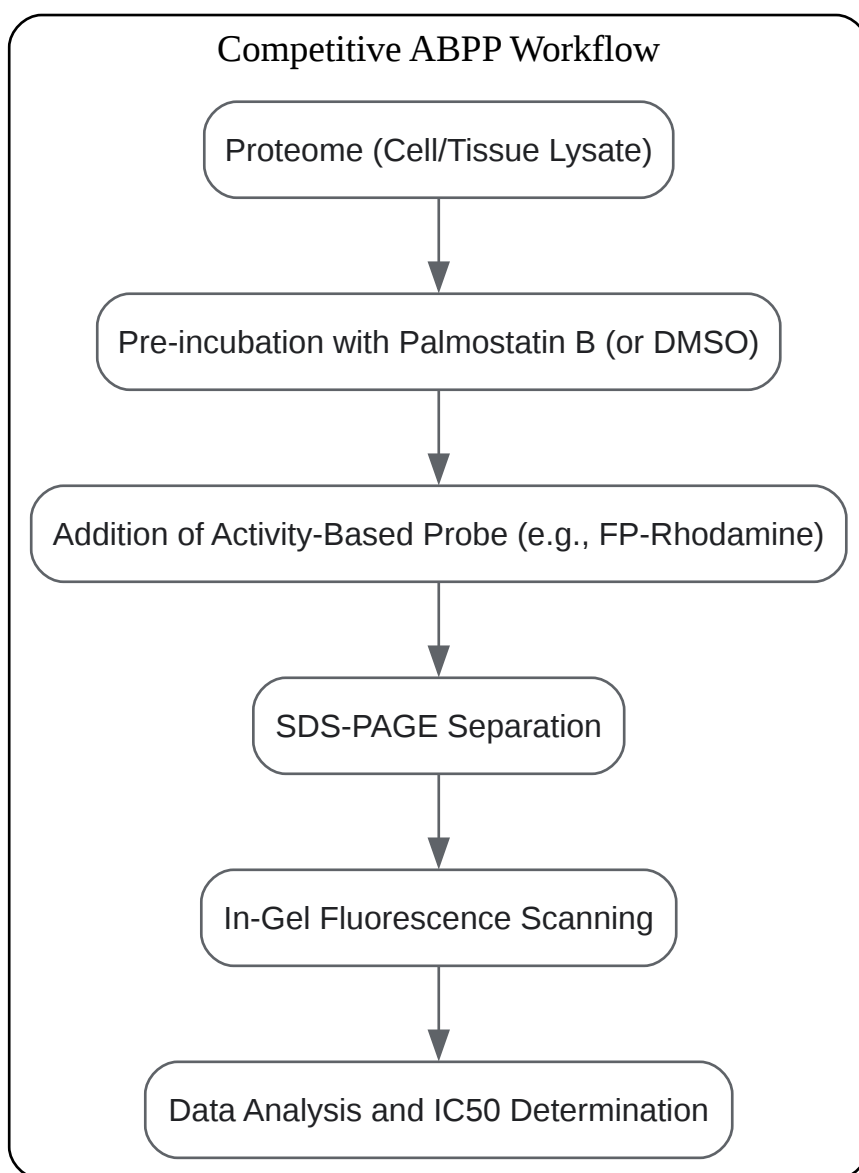 Competitive ABPP Workflow
Proteome (Cell/Tissue Lysate)
Pre-incubation with Palmostatin B (or DMSO)
Addition of Activity-Based Probe (e.g., FP-Rhodamine)
SDS-PAGE Separation
In-Gel Fluorescence Scanning
Data Analysis and IC50 Determination